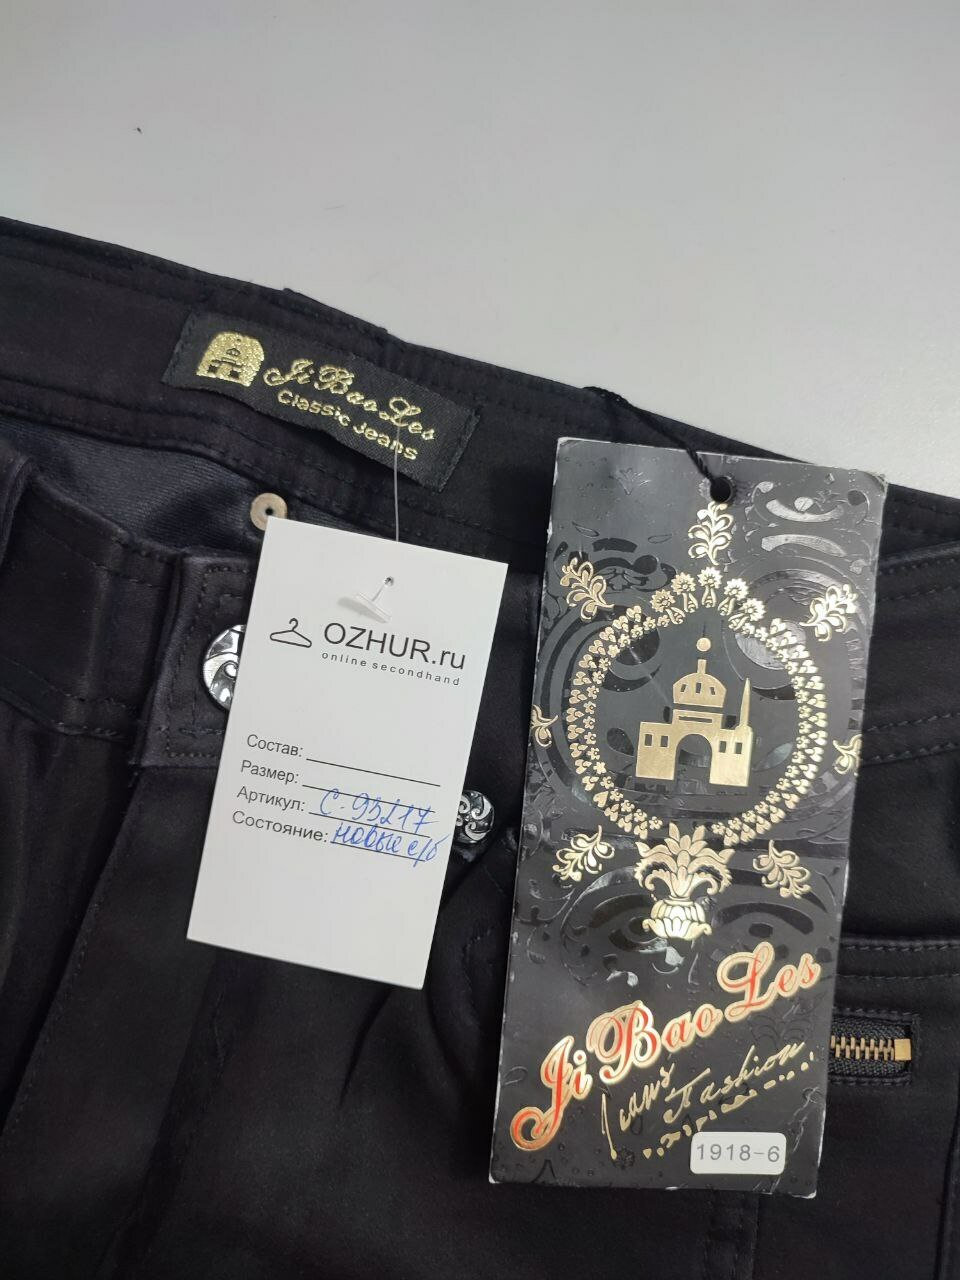 Ji Bao Les
Classic Jeans
OZHUR.ru
online secondhand
Состав:
Размер:
Артикул: С-93217
Состояние: новые с/б
Ji Bao Les
Jeans Fashion
1918-6